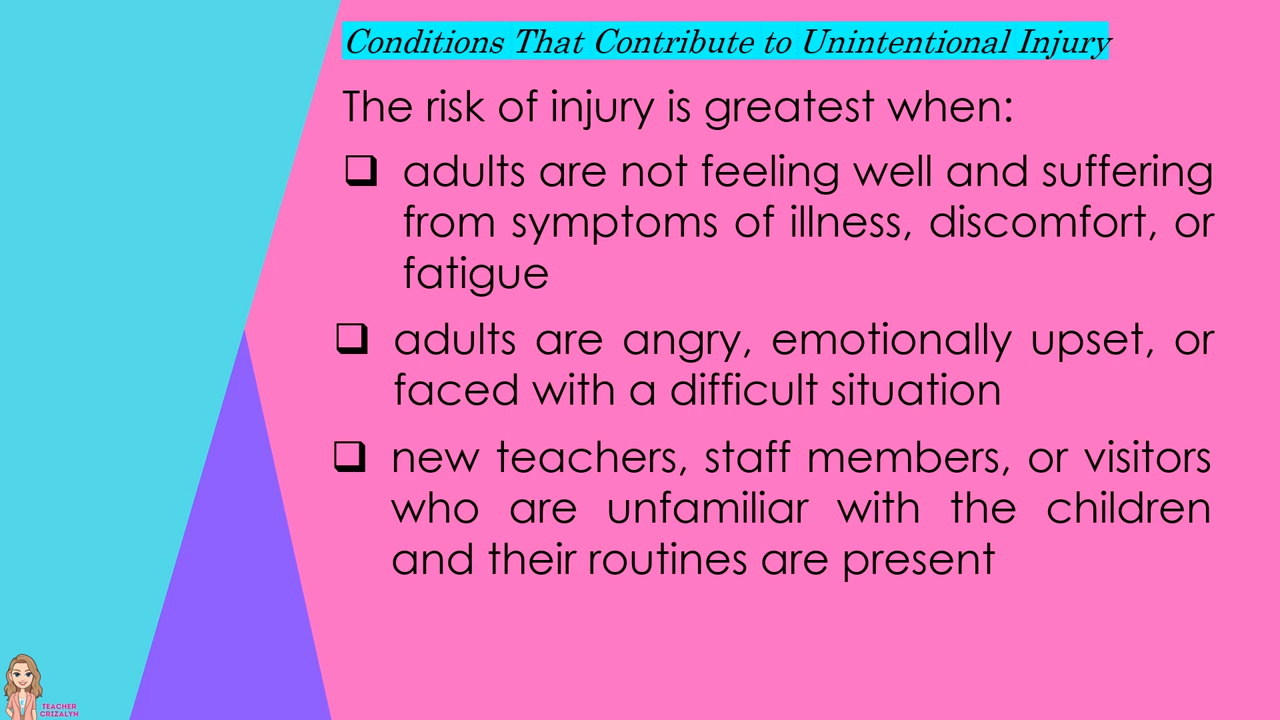 Conditions That Contribute to Unintentional Injury
The risk of injury is greatest when:
❑ adults are not feeling well and suffering
from symptoms of illness, discomfort, or
fatigue
❑ adults are angry, emotionally upset, or
faced with a difficult situation
❑ new teachers, staff members, or visitors
who are unfamiliar with the children
and their routines are present
TEACHER
CRIZALYN